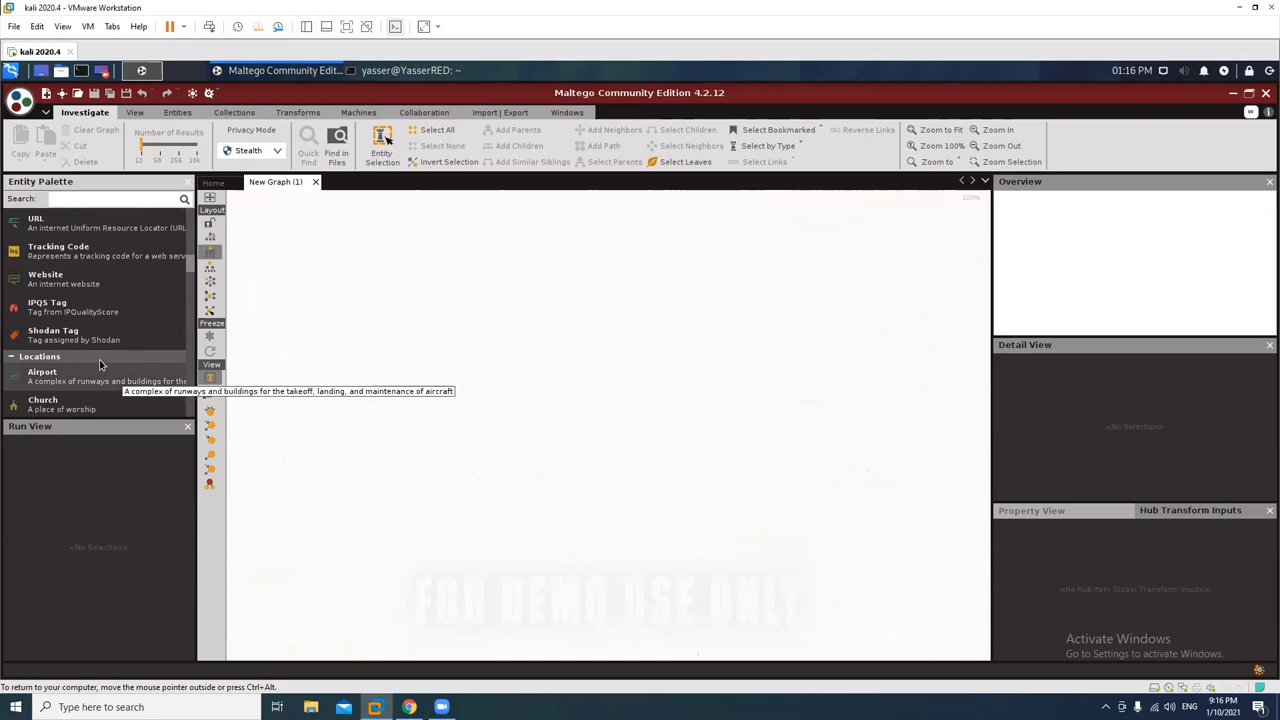 kali 2020.4 - VMware Workstation
File Edit View VM Tabs Help
kali 2020.4
Maltego Community Edit... yasser@YasserRED: ~ 01:16 PM
Maltego Community Edition 4.2.12
Investigate View Entities Collections Transforms Machines Collaboration Import | Export Windows
Copy Paste Clear Graph Cut Delete
Number of Results
12 50 256 10k
Privacy Mode
Stealth
Quick Find
Find in Files
Entity Selection
Select All Add Parents Add Neighbors Select Children Select Bookmarked Reverse Links Zoom to Fit Zoom In
Select None Add Children Add Path Select Neighbors Select by Type Zoom 100% Zoom Out
Invert Selection Add Similar Siblings Select Parents Select Leaves Select Links Zoom to Zoom Selection
Entity Palette
Search:
URL
An internet Uniform Resource Locator (URL
Tracking Code
Represents a tracking code for a web serv
Website
An internet website
IPQS Tag
Tag from IPQualityScore
Shodan Tag
Tag assigned by Shodan
Locations
Airport
A complex of runways and buildings for the
Church
A place of worship
A complex of runways and buildings for the takeoff, landing, and maintenance of aircraft
Run View
<No Selection>
Home New Graph (1)
Layout
Freeze
View
100%
FOR DEMO USE ONLY
Overview
Detail View
<No Selection>
Property View Hub Transform Inputs
<No Hub Item Global Transform Inputs>
Activate Windows
Go to Settings to activate Windows.
To return to your computer, move the mouse pointer outside or press Ctrl+Alt.
Type here to search
ENG
9:16 PM
1/10/2021